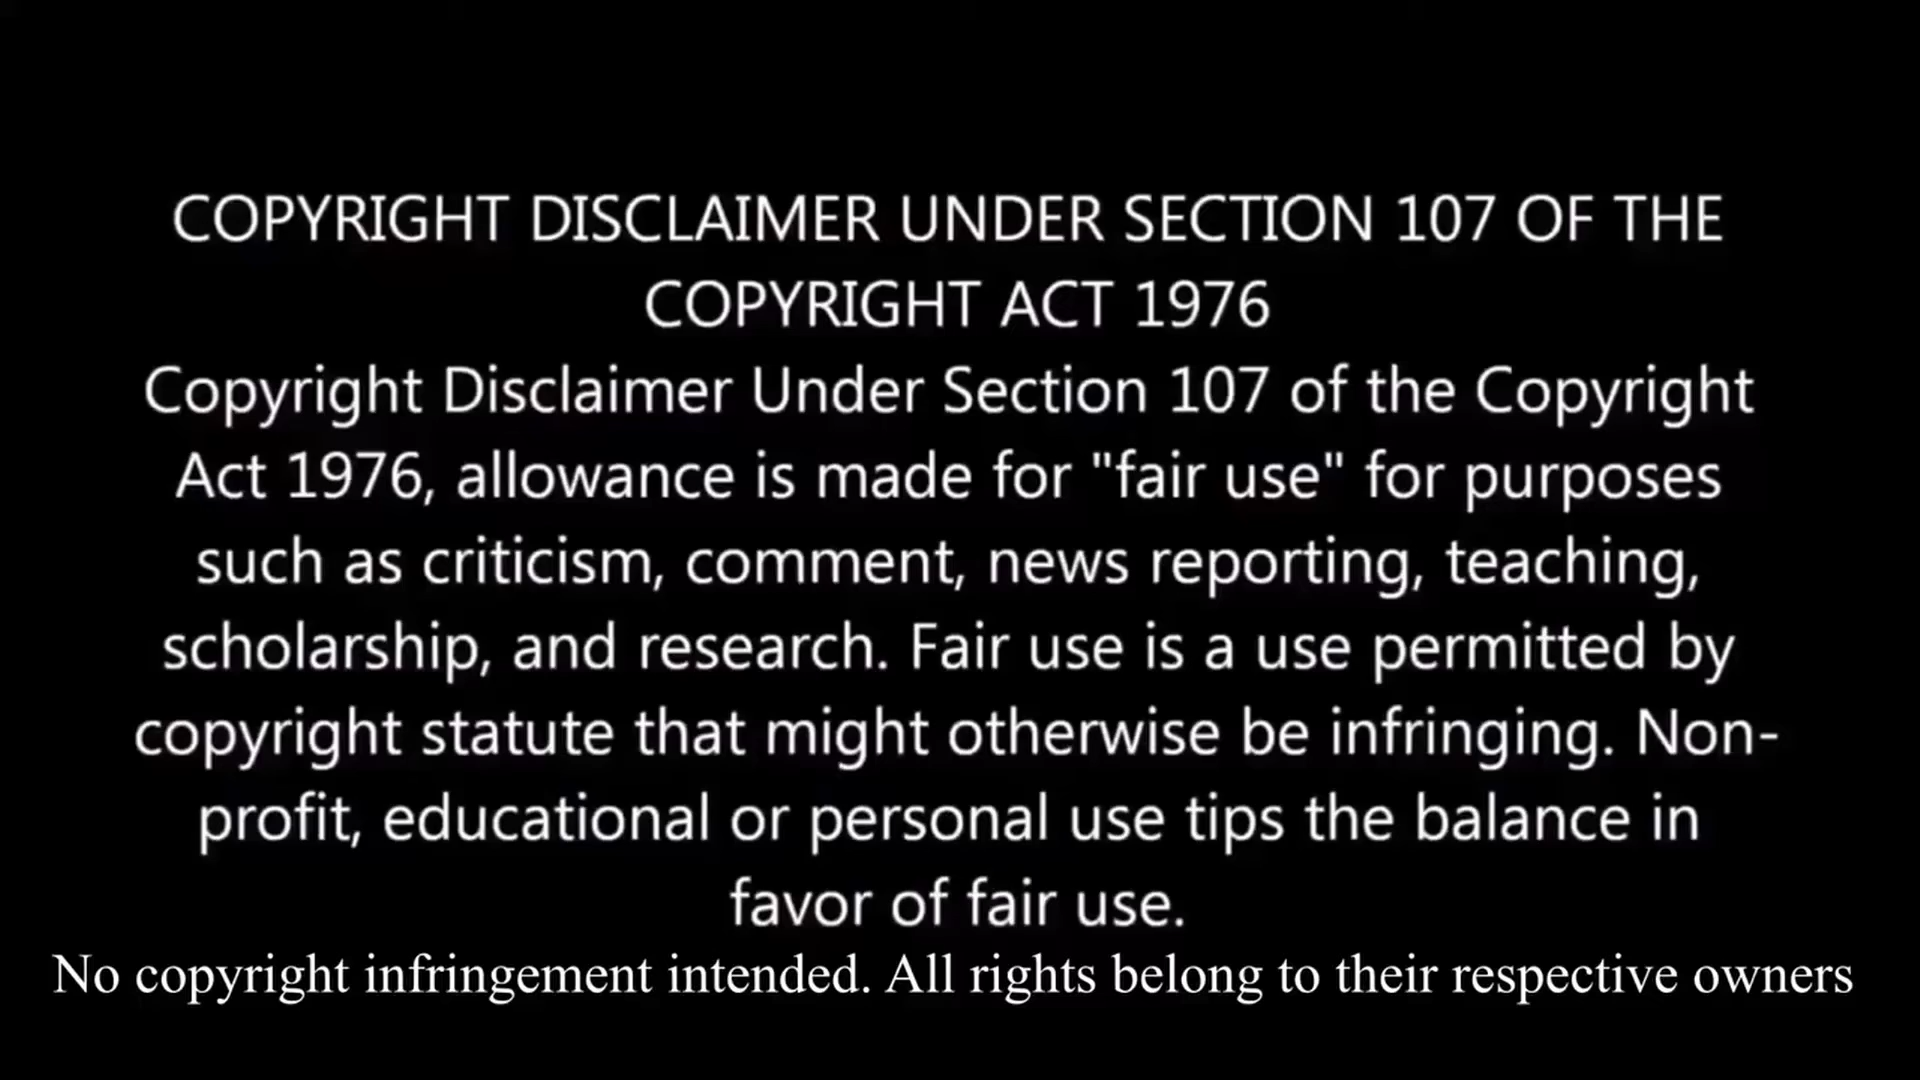 COPYRIGHT DISCLAIMER UNDER SECTION 107 OF THE
COPYRIGHT ACT 1976
Copyright Disclaimer Under Section 107 of the Copyright
Act 1976, allowance is made for "fair use" for purposes
such as criticism, comment, news reporting, teaching,
scholarship, and research. Fair use is a use permitted by
copyright statute that might otherwise be infringing. Non-
profit, educational or personal use tips the balance in
favor of fair use.
No copyright infringement intended. All rights belong to their respective owners